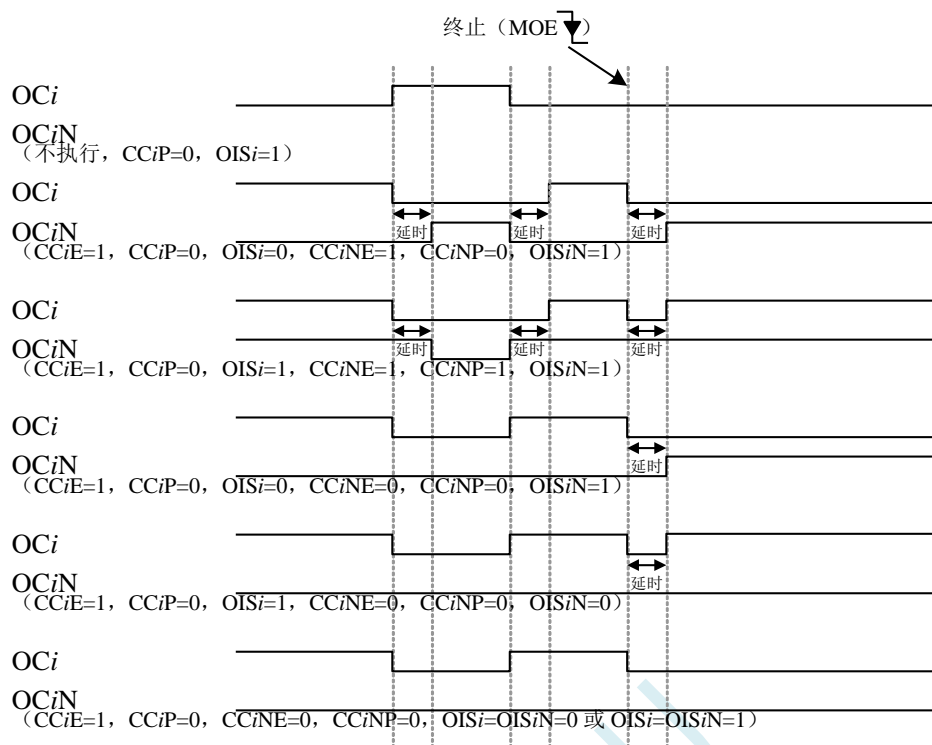 终止（MOE）
OCi
OCiN
（不执行，CCiP=0，OISi=1）
OCi
OCiN
延时 延时 延时
（CCiE=1，CCiP=0，OISi=0，CCiNE=1，CCiNP=0，OISiN=1）
OCi
OCiN
延时 延时 延时
（CCiE=1，CCiP=0，OISi=1，CCiNE=1，CCiNP=1，OISiN=1）
OCi
OCiN
延时
（CCiE=1，CCiP=0，OISi=0，CCiNE=0，CCiNP=0，OISiN=1）
OCi
OCiN
延时
（CCiE=1，CCiP=0，OISi=1，CCiNE=0，CCiNP=0，OISiN=0）
OCi
OCiN
（CCiE=1，CCiP=0，CCiNE=0，CCiNP=0，OISi=OISiN=0 或 OISi=OISiN=1）